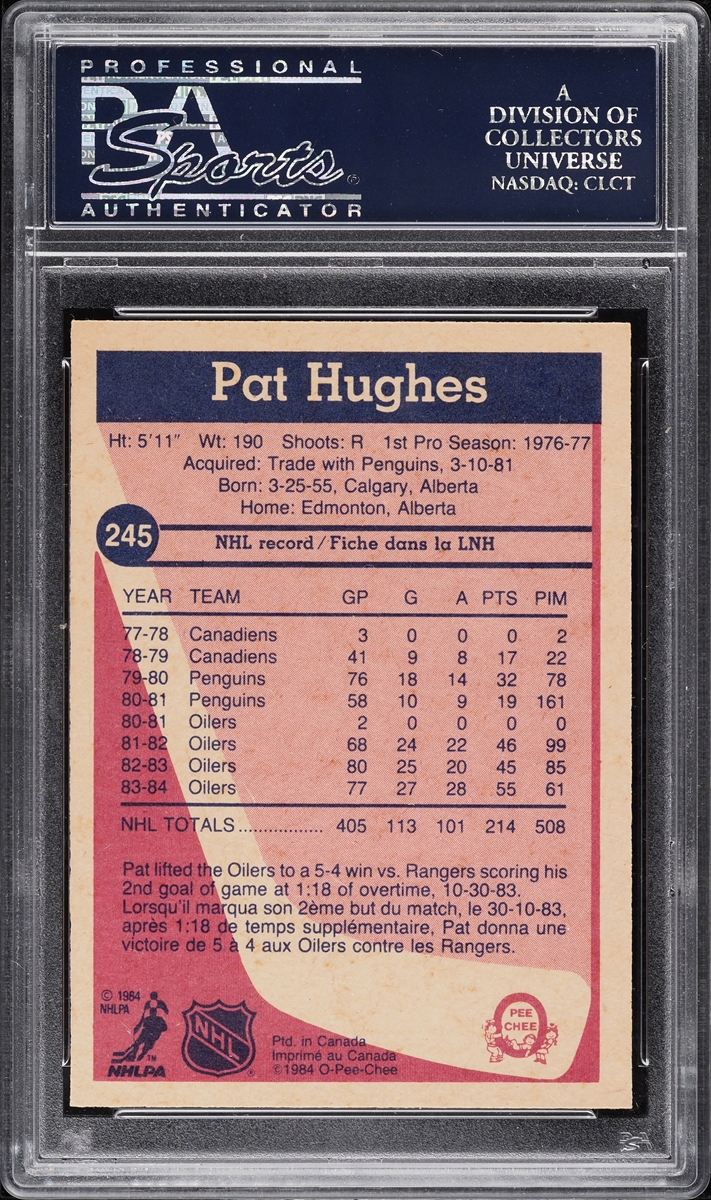 PROFESSIONAL
PSA
Sports®
AUTHENTICATOR
A
DIVISION OF
COLLECTORS
UNIVERSE
NASDAQ: CLCT
Pat Hughes
Ht: 5'11" Wt: 190 Shoots: R 1st Pro Season: 1976-77
Acquired: Trade with Penguins, 3-10-81
Born: 3-25-55, Calgary, Alberta
Home: Edmonton, Alberta
245
NHL record/Fiche dans la LNH
YEAR TEAM GP G A PTS PIM
77-78 Canadiens 3 0 0 0 2
78-79 Canadiens 41 9 8 17 22
79-80 Penguins 76 18 14 32 78
80-81 Penguins 58 10 9 19 161
80-81 Oilers 2 0 0 0 0
81-82 Oilers 68 24 22 46 99
82-83 Oilers 80 25 20 45 85
83-84 Oilers 77 27 28 55 61
NHL TOTALS................. 405 113 101 214 508
Pat lifted the Oilers to a 5-4 win vs. Rangers scoring his
2nd goal of game at 1:18 of overtime, 10-30-83.
Lorsqu'il marqua son 2ème but du match, le 30-10-83,
après 1:18 de temps supplémentaire, Pat donna une
victoire de 5 à 4 aux Oilers contre les Rangers.
© 1984
NHLPA
TM
NHLPA
NHL
®
Ptd. in Canada
Imprimé au Canada
©1984 O-Pee-Chee
PEE
CHEE
PSA